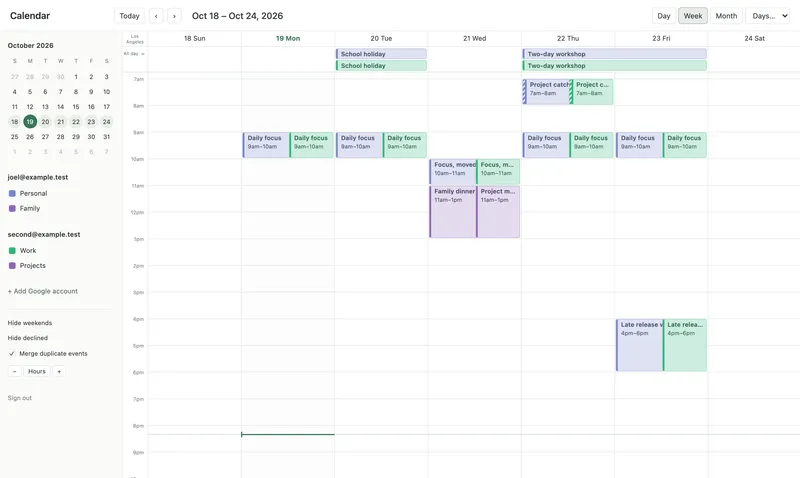 Calendar
Today ‹ › Oct 18 – Oct 24, 2026
Day Week Month Days...
October 2026
S M T W T F S
27 28 29 30 1 2 3
4 5 6 7 8 9 10
11 12 13 14 15 16 17
18 19 20 21 22 23 24
25 26 27 28 29 30 31
1 2 3 4 5 6 7
joel@example.test
Personal
Family
second@example.test
Work
Projects
+ Add Google account
Hide weekends
Hide declined
Merge duplicate events
− Hours +
Sign out
Los Angeles
18 Sun 19 Mon 20 Tue 21 Wed 22 Thu 23 Fri 24 Sat
All day
School holiday
School holiday
Two-day workshop
Two-day workshop
7am
8am
9am
10am
11am
12pm
1pm
2pm
3pm
4pm
5pm
6pm
7pm
8pm
9pm
Daily focus
9am–10am
Daily focus
9am–10am
Daily focus
9am–10am
Daily focus
9am–10am
Focus, moved
10am–11am
Focus, m...
10am–11am
Family dinner
11am–1pm
Project m...
11am–1pm
Project catch
7am–8am
Project c...
7am–8am
Daily focus
9am–10am
Daily focus
9am–10am
Daily focus
9am–10am
Daily focus
9am–10am
Late release w
4pm–6pm
Late relea...
4pm–6pm